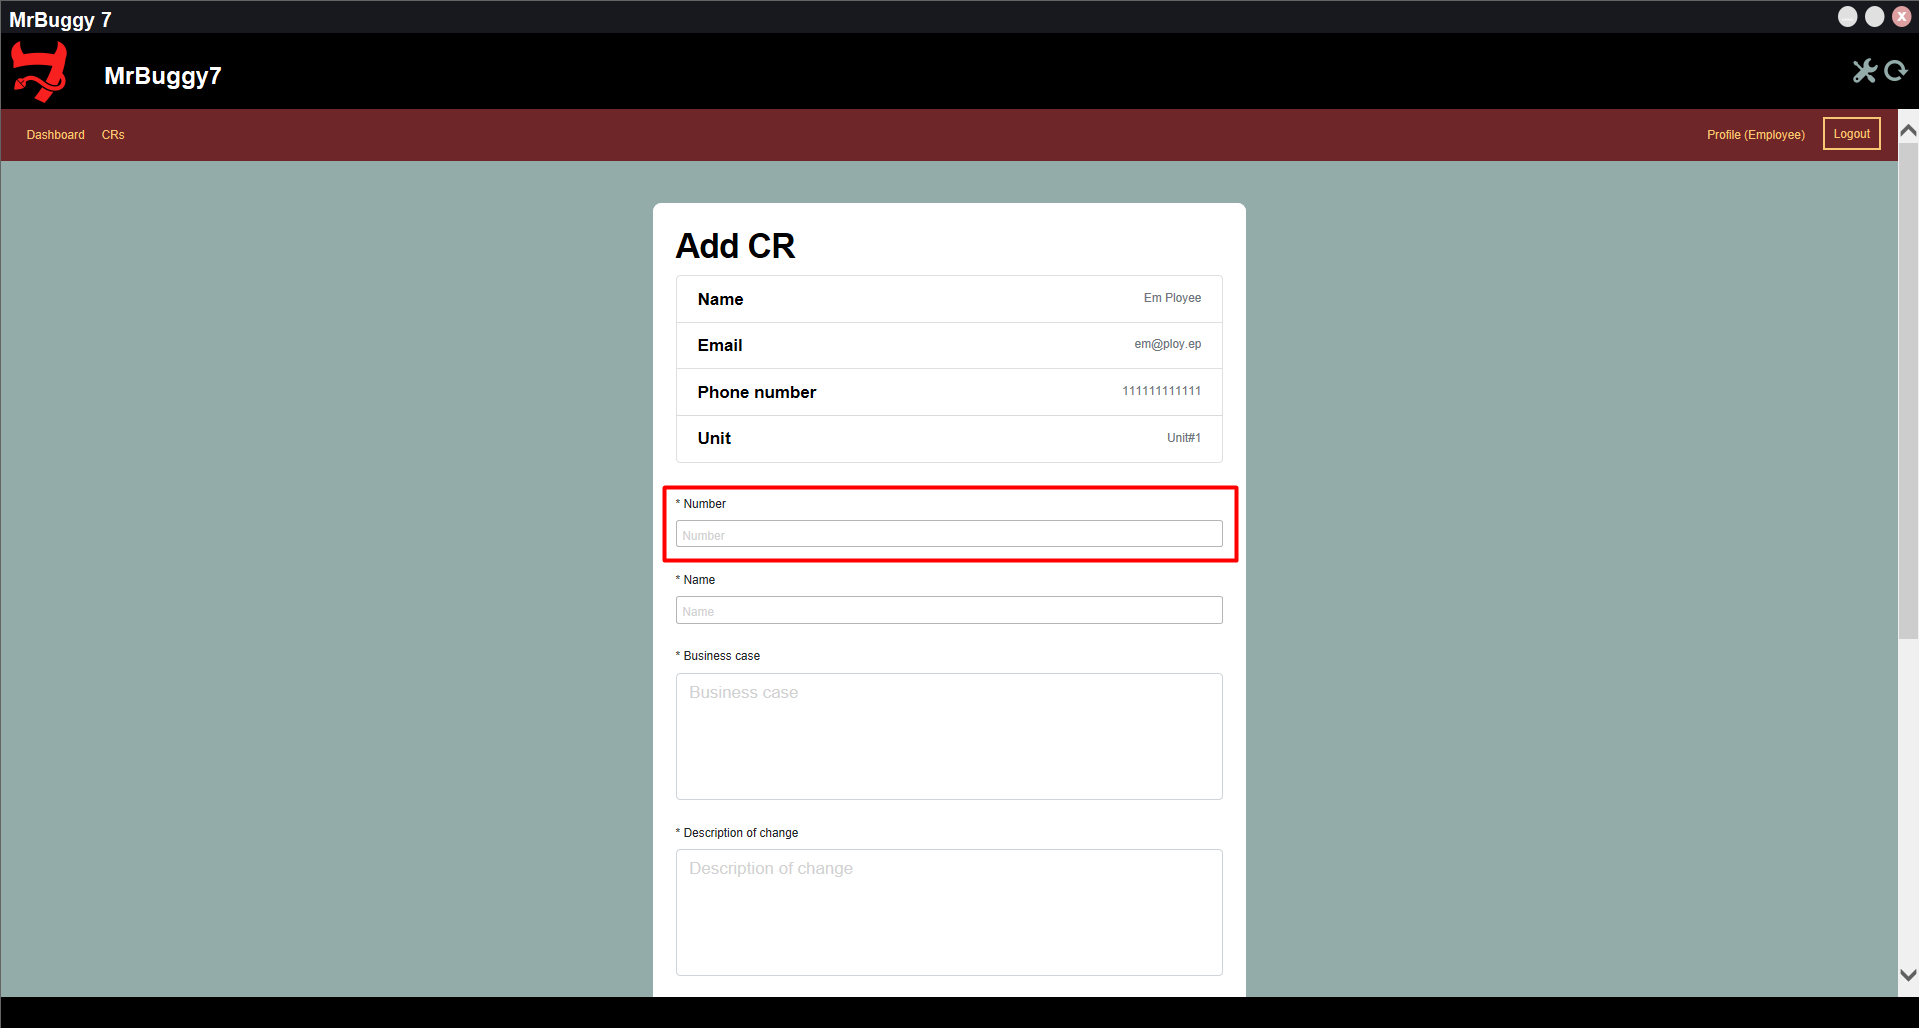 MrBuggy 7
X
MrBuggy7
Dashboard CRs Profile (Employee) Logout
Add CR
Name Em Ployee
Email em@ploy.ep
Phone number 111111111111
Unit Unit#1
* Number
Number
* Name
Name
* Business case
Business case
* Description of change
Description of change